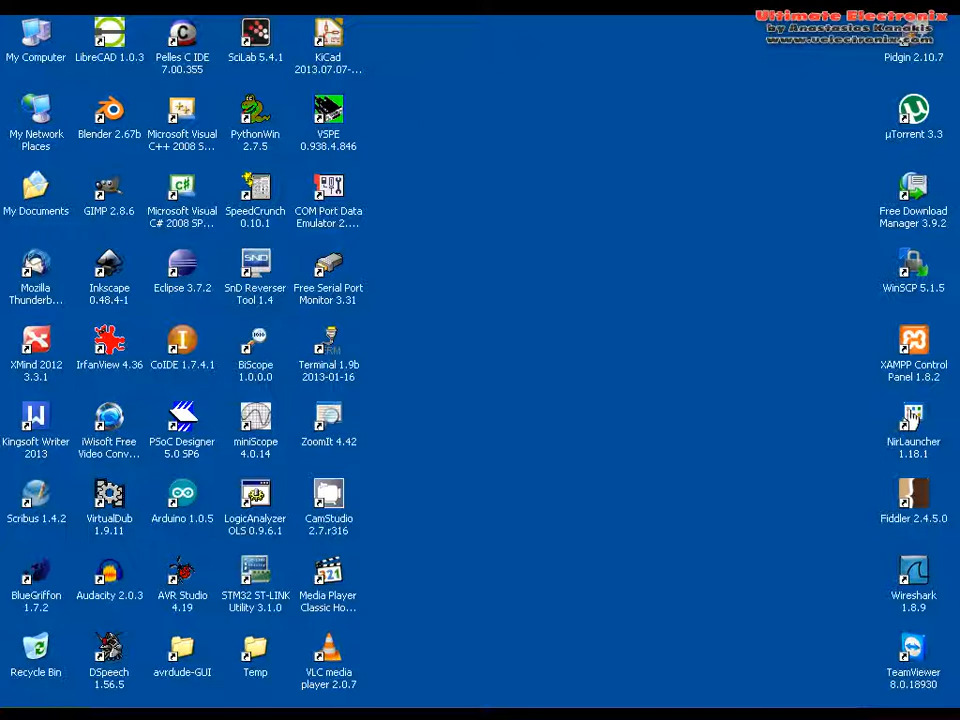 Ultimate Electronix
by Anastasios Kanakis
www.uelectronix.com
My Computer
LibreCAD 1.0.3
Pelles C IDE
7.00.355
SciLab 5.4.1
KiCad
2013.07.07-...
Pidgin 2.10.7
My Network
Places
Blender 2.67b
Microsoft Visual
C++ 2008 S...
PythonWin
2.7.5
VSPE
0.938.4.846
µTorrent 3.3
My Documents
GIMP 2.8.6
Microsoft Visual
C# 2008 SP...
SpeedCrunch
0.10.1
COM Port Data
Emulator 2....
Free Download
Manager 3.9.2
Mozilla
Thunderb...
Inkscape
0.48.4-1
Eclipse 3.7.2
SND
SnD Reverser
Tool 1.4
Free Serial Port
Monitor 3.31
WinSCP 5.1.5
XMind 2012
3.3.1
IrfanView 4.36
CoIDE 1.7.4.1
BiScope
1.0.0.0
Terminal 1.9b
2013-01-16
XAMPP Control
Panel 1.8.2
Kingsoft Writer
2013
iWisoft Free
Video Conv...
PSoC Designer
5.0 SP6
miniScope
4.0.14
ZoomIt 4.42
NirLauncher
1.18.1
Scribus 1.4.2
VirtualDub
1.9.11
Arduino 1.0.5
LogicAnalyzer
OLS 0.9.6.1
CamStudio
2.7.r316
Fiddler 2.4.5.0
BlueGriffon
1.7.2
Audacity 2.0.3
AVR Studio
4.19
STM32 ST-LINK
Utility 3.1.0
321
Media Player
Classic Ho...
Wireshark
1.8.9
Recycle Bin
DSpeech
1.56.5
avrdude-GUI
Temp
VLC media
player 2.0.7
TeamViewer
8.0.18930